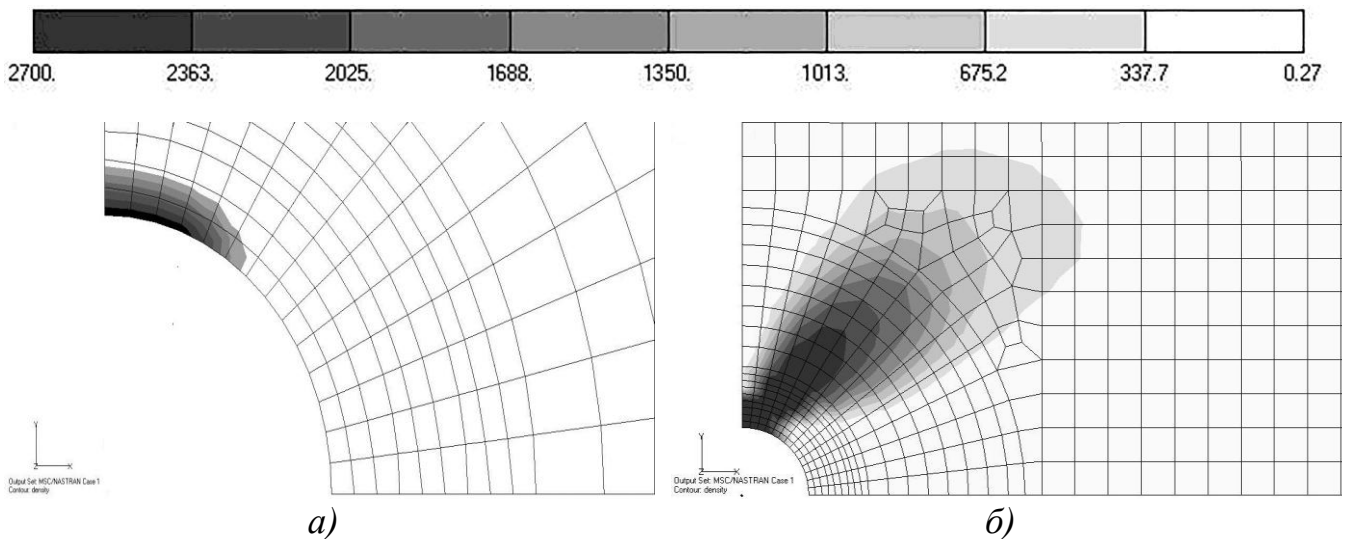 2700. 2363. 2025. 1688. 1350. 1013. 675.2 337.7 0.27
Y
Z X
Output Set: MSC/NASTRAN Case 1
Contour: density
Y
Z X
Output Set: MSC/NASTRAN Case 1
Contour: density
а) б)